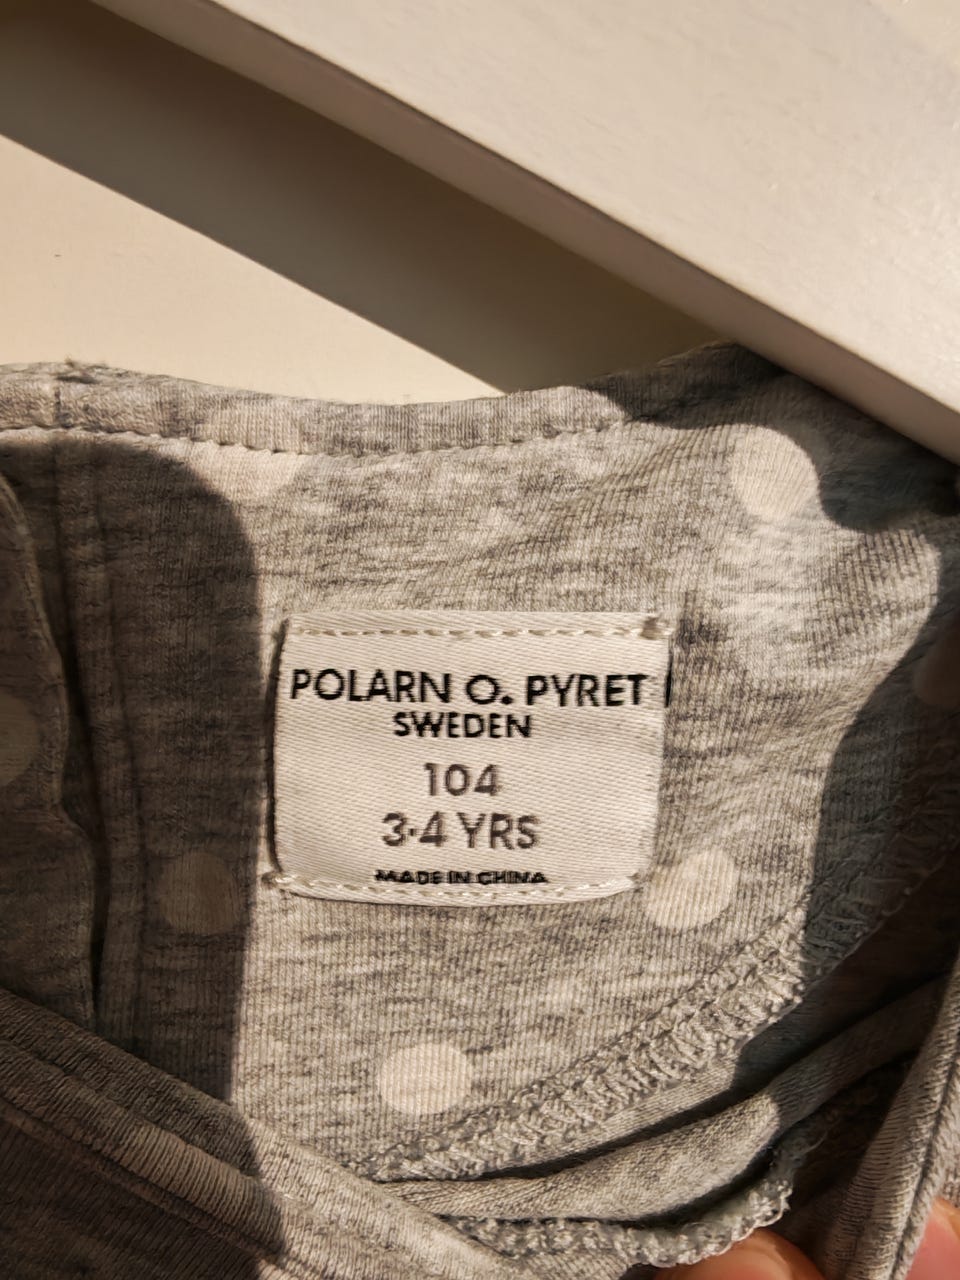 POLARN O. PYRET
SWEDEN
104
3-4 YRS
MADE IN CHINA